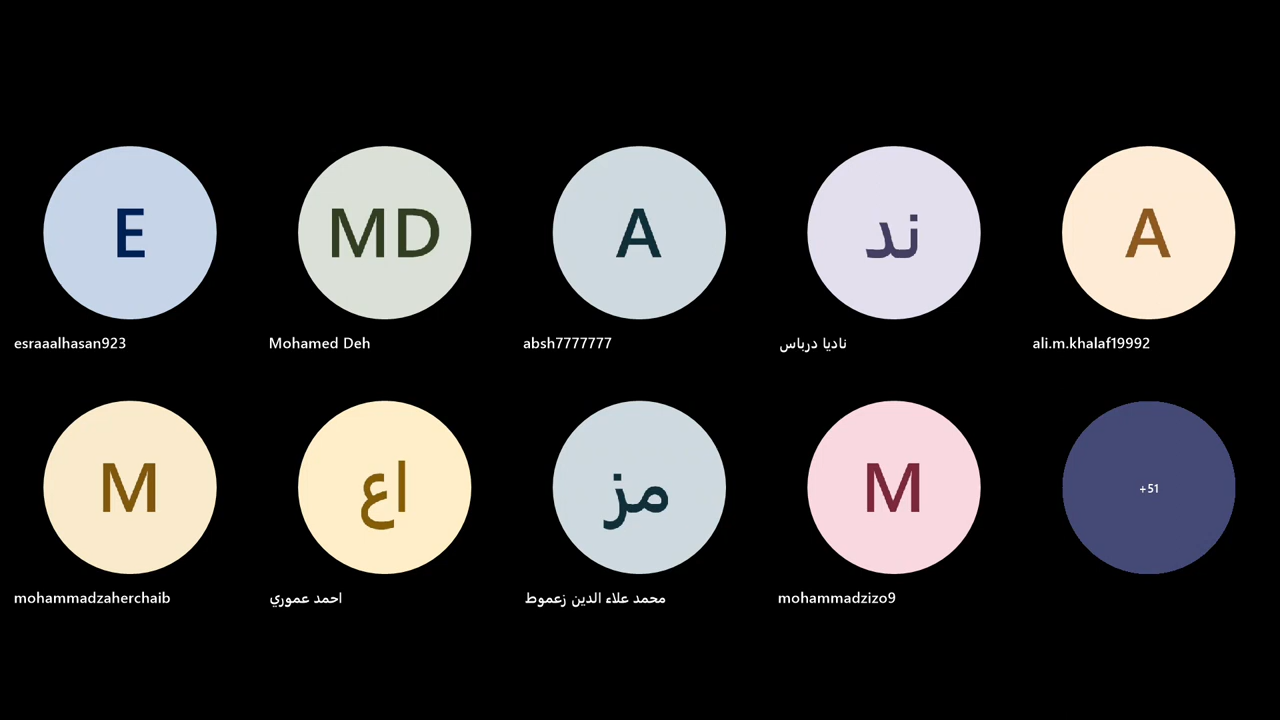 E
MD
A
ند
A
esraaalhasan923
Mohamed Deh
absh7777777
ناديا درباس
ali.m.khalaf19992
M
اع
مز
M
+51
mohammadzaherchaib
احمد عموري
محمد علاء الدين زعموط
mohammadzizo9